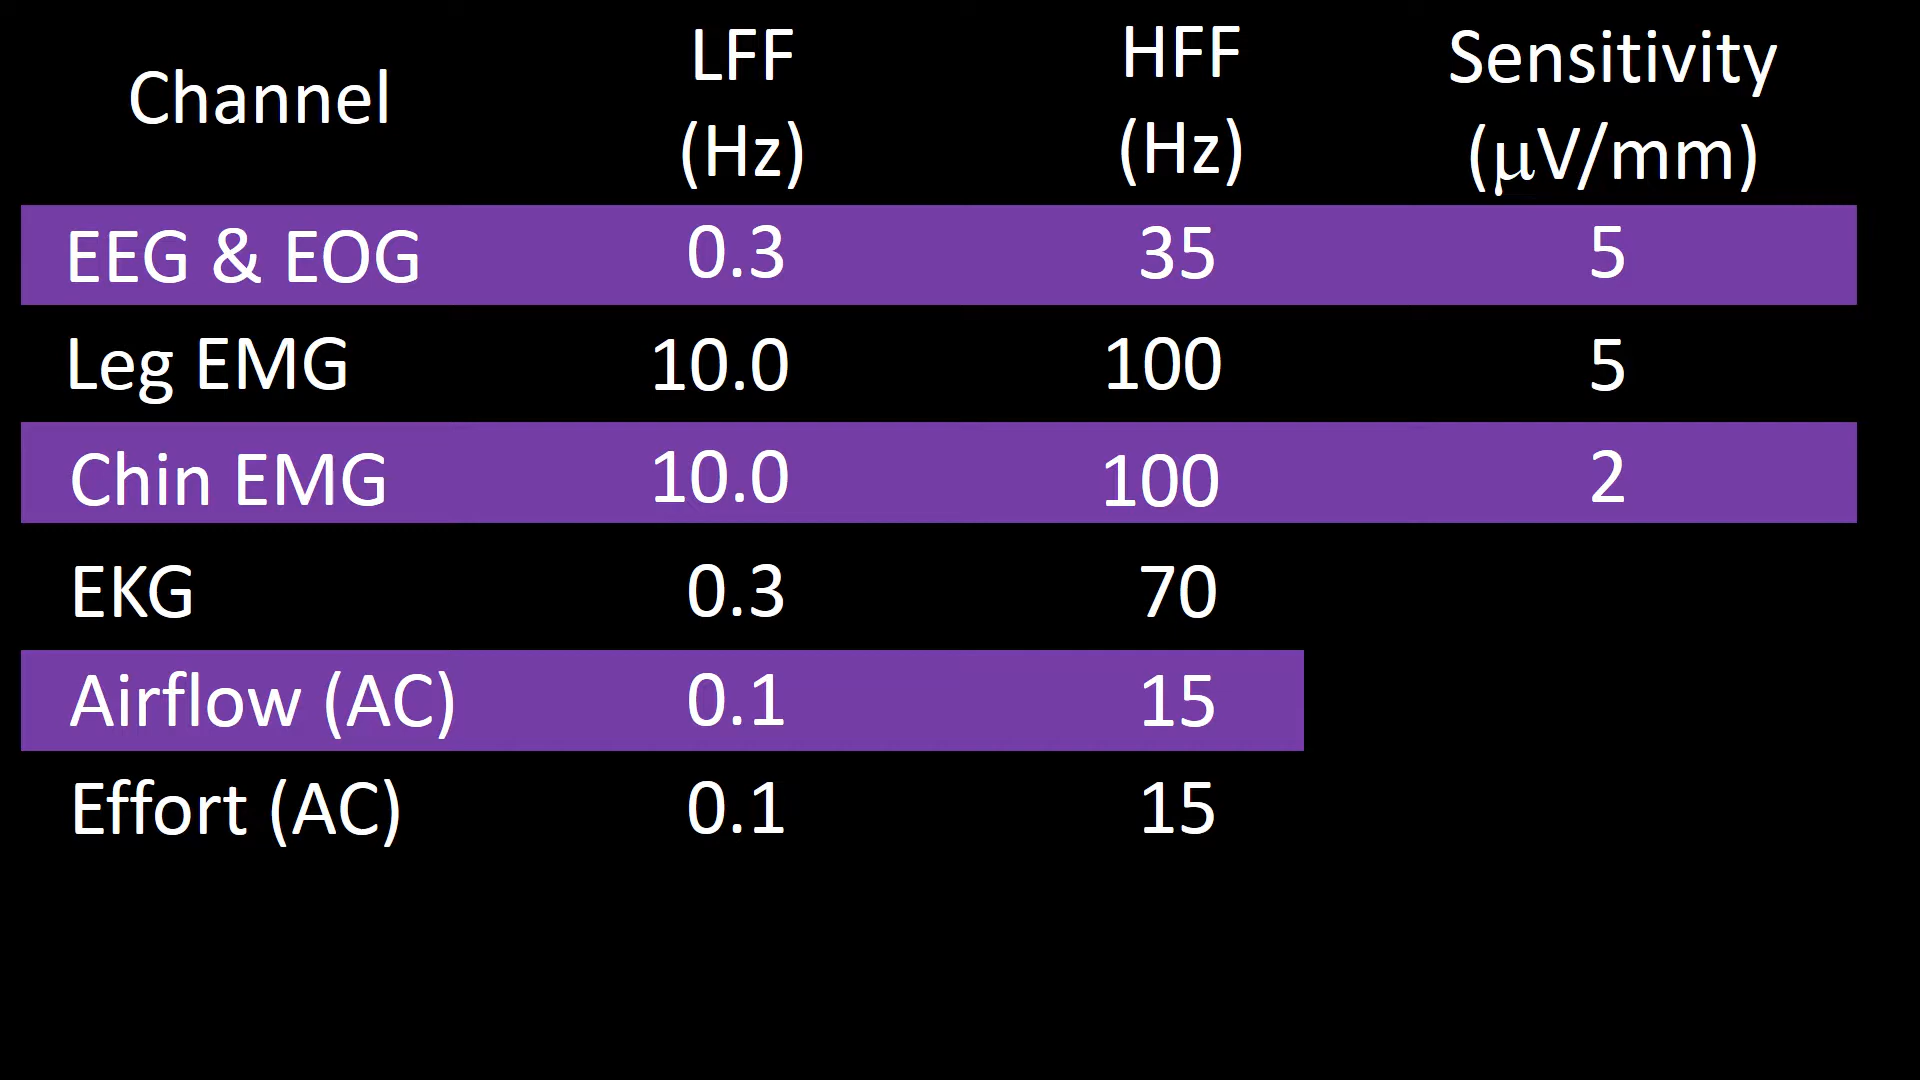 Channel LFF (Hz) HFF (Hz) Sensitivity (μV/mm)
EEG & EOG 0.3 35 5
Leg EMG 10.0 100 5
Chin EMG 10.0 100 2
EKG 0.3 70
Airflow (AC) 0.1 15
Effort (AC) 0.1 15